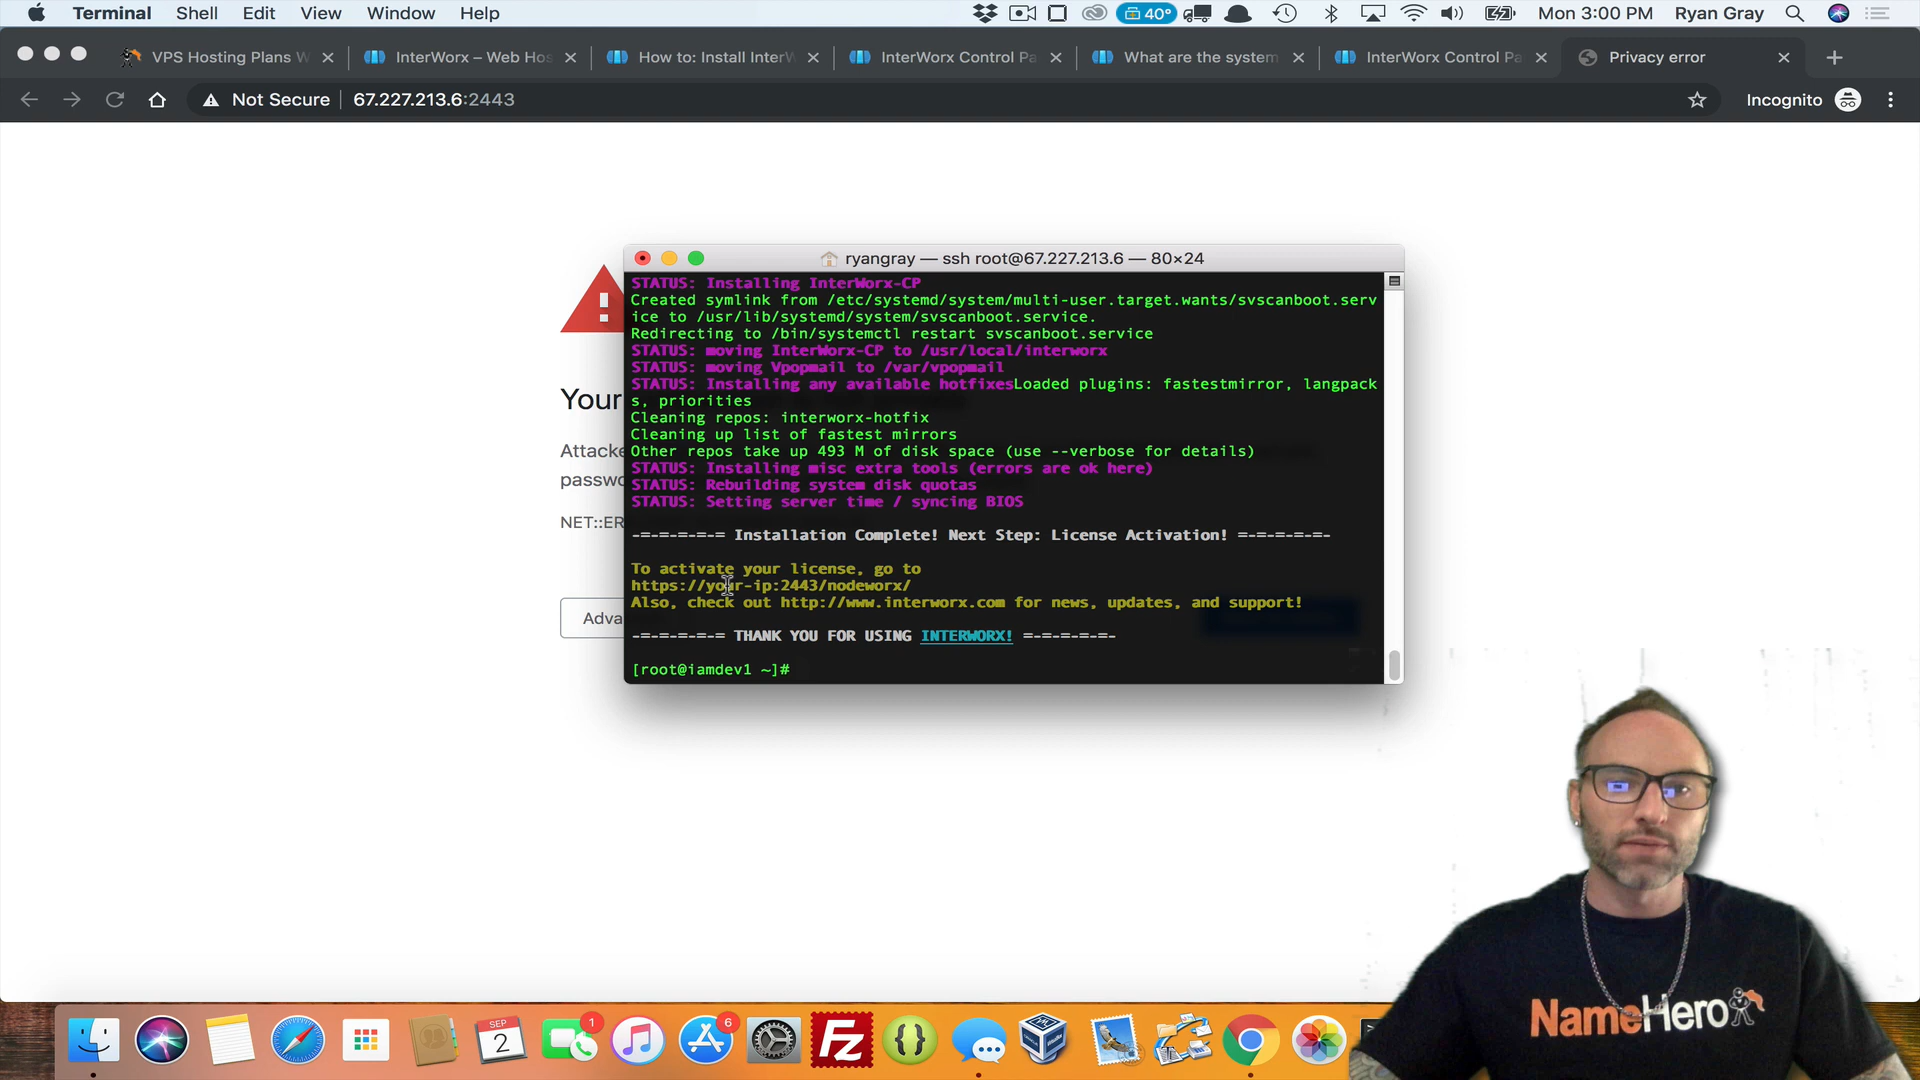 Terminal Shell Edit View Window Help 40° Mon 3:00 PM Ryan Gray
VPS Hosting Plans W
InterWorx – Web Hos
How to: Install InterW
InterWorx Control Pa
What are the system
InterWorx Control Pa
Privacy error
Not Secure 67.227.213.6:2443 Incognito
Your
Attacke
passwo
NET::ER
Adva
ryangray — ssh root@67.227.213.6 — 80×24
STATUS: Installing InterWorx-CP
Created symlink from /etc/systemd/system/multi-user.target.wants/svscanboot.serv
ice to /usr/lib/systemd/system/svscanboot.service.
Redirecting to /bin/systemctl restart svscanboot.service
STATUS: moving InterWorx-CP to /usr/local/interworx
STATUS: moving Vpopmail to /var/vpopmail
STATUS: Installing any available hotfixesLoaded plugins: fastestmirror, langpack
s, priorities
Cleaning repos: interworx-hotfix
Cleaning up list of fastest mirrors
Other repos take up 493 M of disk space (use --verbose for details)
STATUS: Installing misc extra tools (errors are ok here)
STATUS: Rebuilding system disk quotas
STATUS: Setting server time / syncing BIOS
-=-=-=-=-= Installation Complete! Next Step: License Activation! =-=-=-=-=-
To activate your license, go to
https://your-ip:2443/nodeworx/
Also, check out http://www.interworx.com for news, updates, and support!
-=-=-=-=-= THANK YOU FOR USING INTERWORX! =-=-=-=-=-
[root@iamdev1 ~]#
NameHero
SEP
2
1
6
Fz
{}